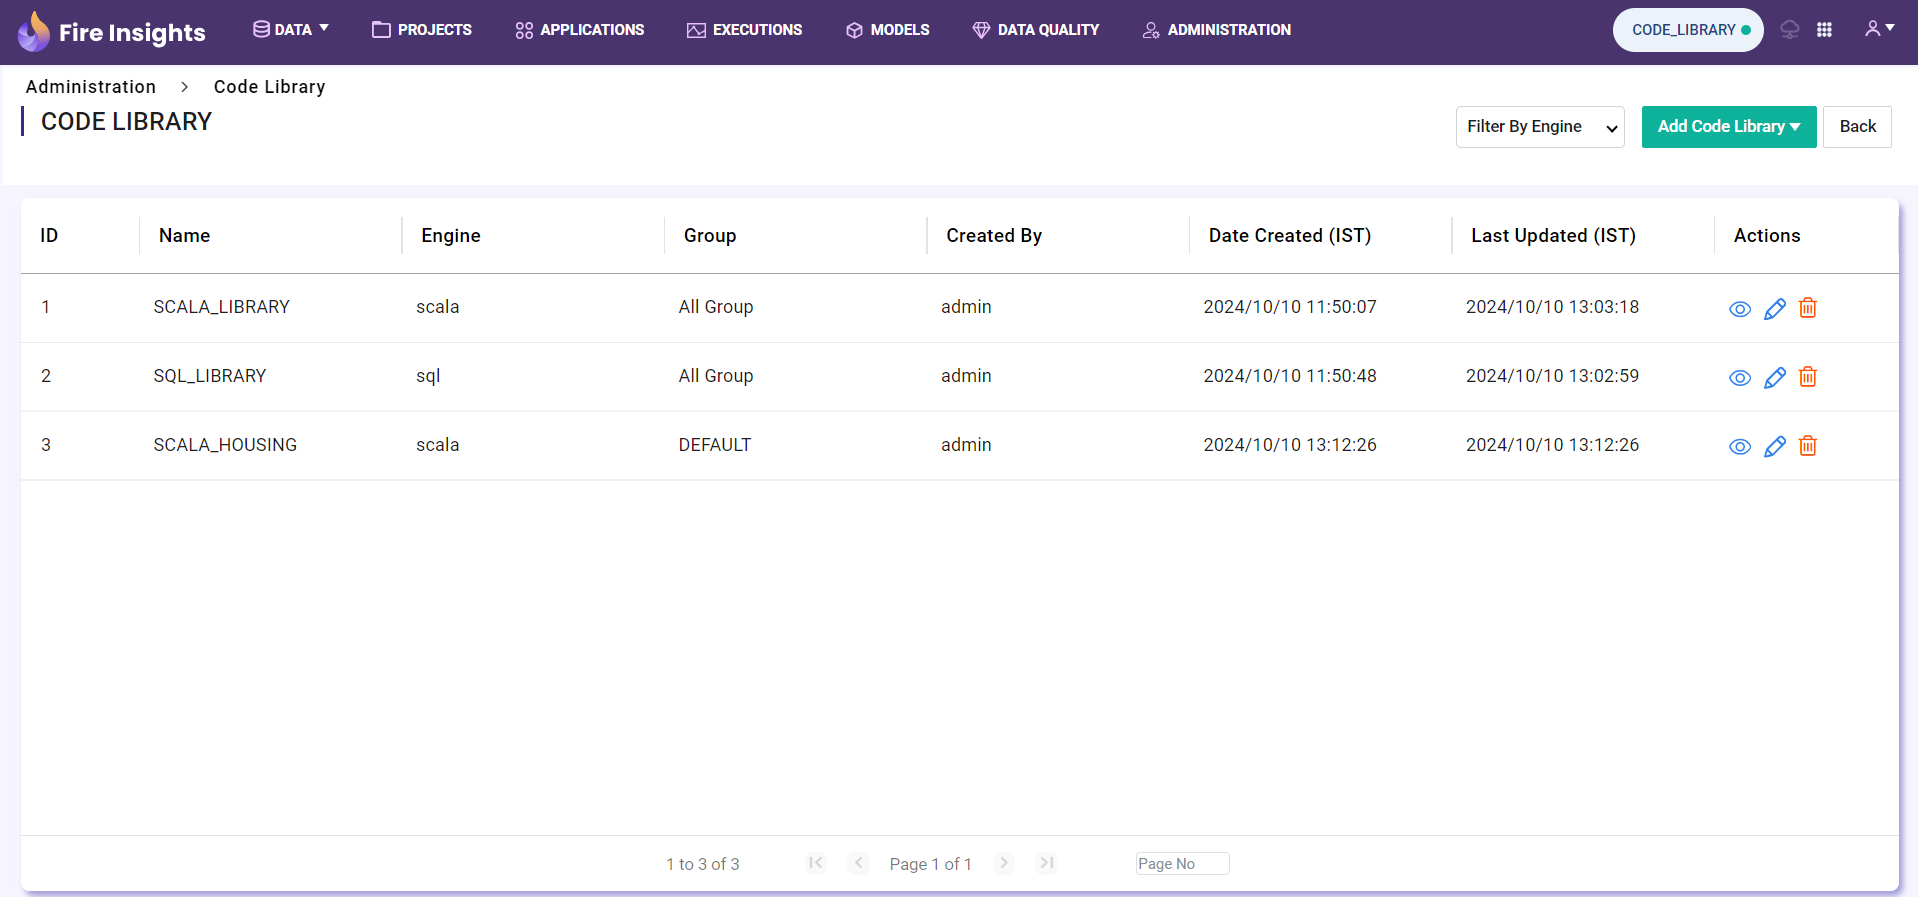 Fire Insights DATA PROJECTS APPLICATIONS EXECUTIONS MODELS DATA QUALITY ADMINISTRATION CODE_LIBRARY
Administration > Code Library
CODE LIBRARY
Filter By Engine Add Code Library Back
ID Name Engine Group Created By Date Created (IST) Last Updated (IST) Actions
1 SCALA_LIBRARY scala All Group admin 2024/10/10 11:50:07 2024/10/10 13:03:18
2 SQL_LIBRARY sql All Group admin 2024/10/10 11:50:48 2024/10/10 13:02:59
3 SCALA_HOUSING scala DEFAULT admin 2024/10/10 13:12:26 2024/10/10 13:12:26
1 to 3 of 3 Page 1 of 1 Page No